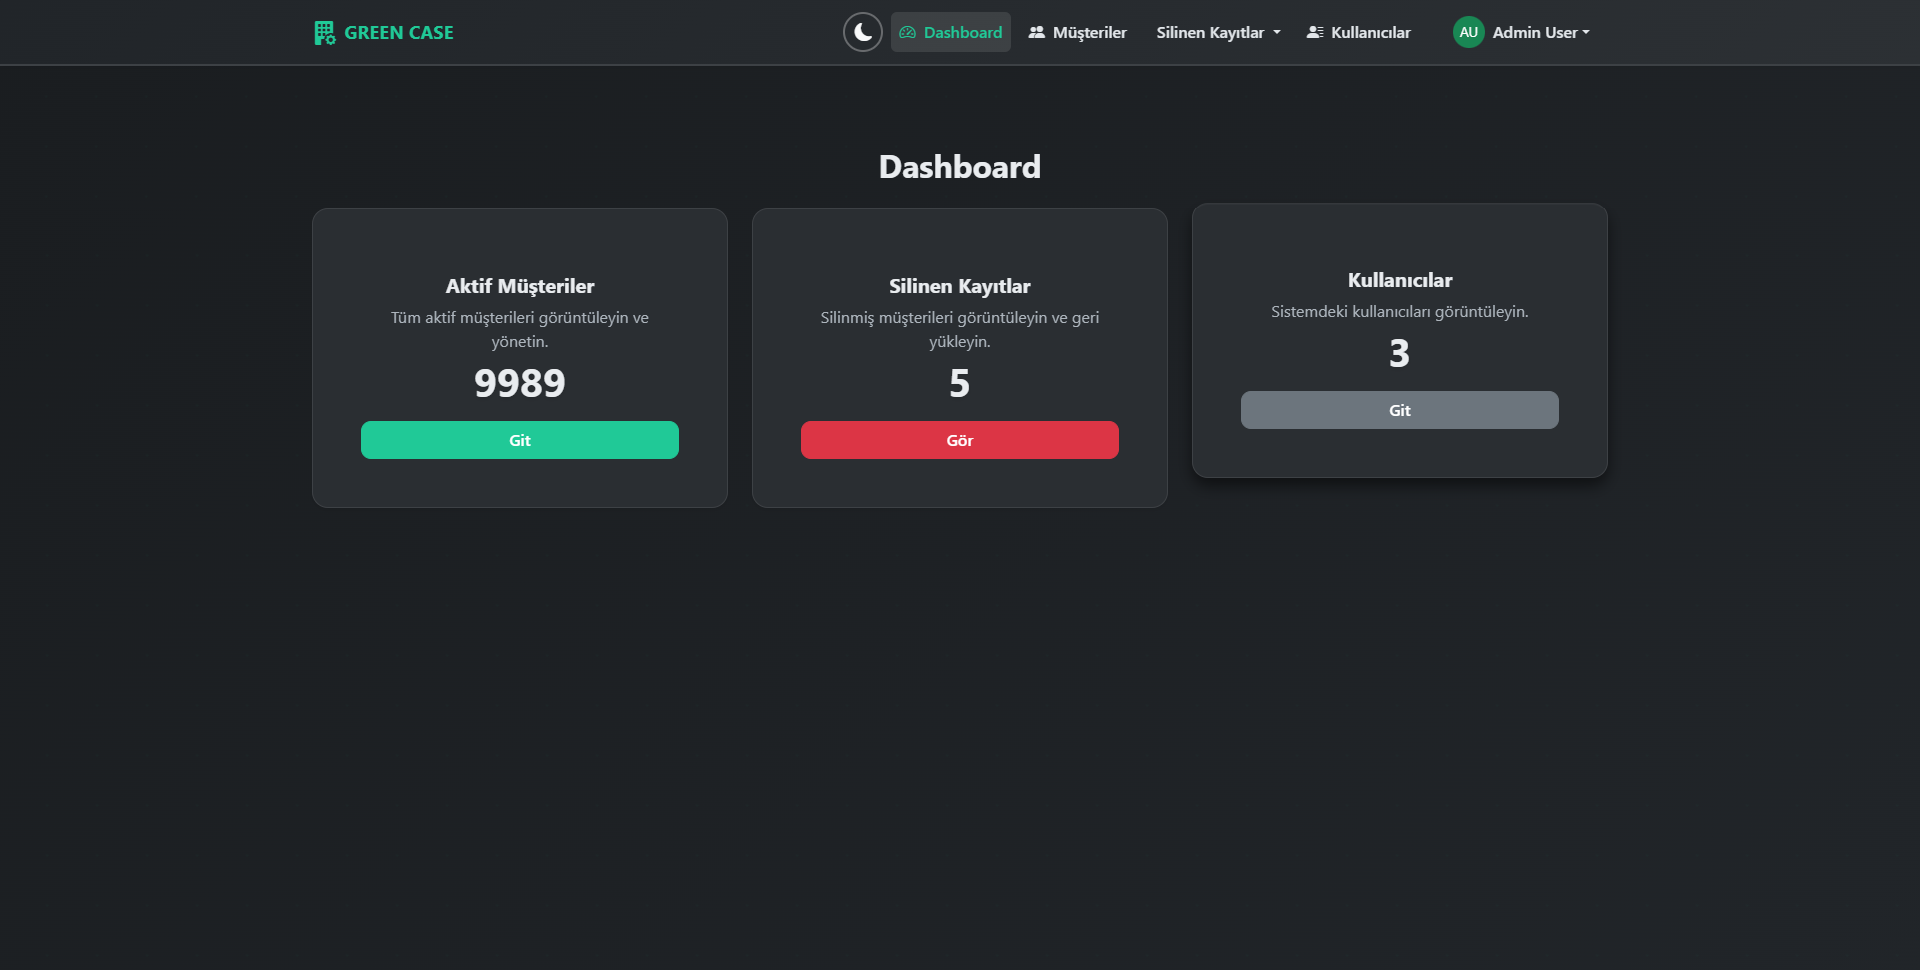 GREEN CASE
Dashboard
Müşteriler
Silinen Kayıtlar
Kullanıcılar
AU
Admin User
Dashboard
Aktif Müşteriler
Tüm aktif müşterileri görüntüleyin ve
yönetin.
9989
Git
Silinen Kayıtlar
Silinmiş müşterileri görüntüleyin ve geri
yükleyin.
5
Gör
Kullanıcılar
Sistemdeki kullanıcıları görüntüleyin.
3
Git